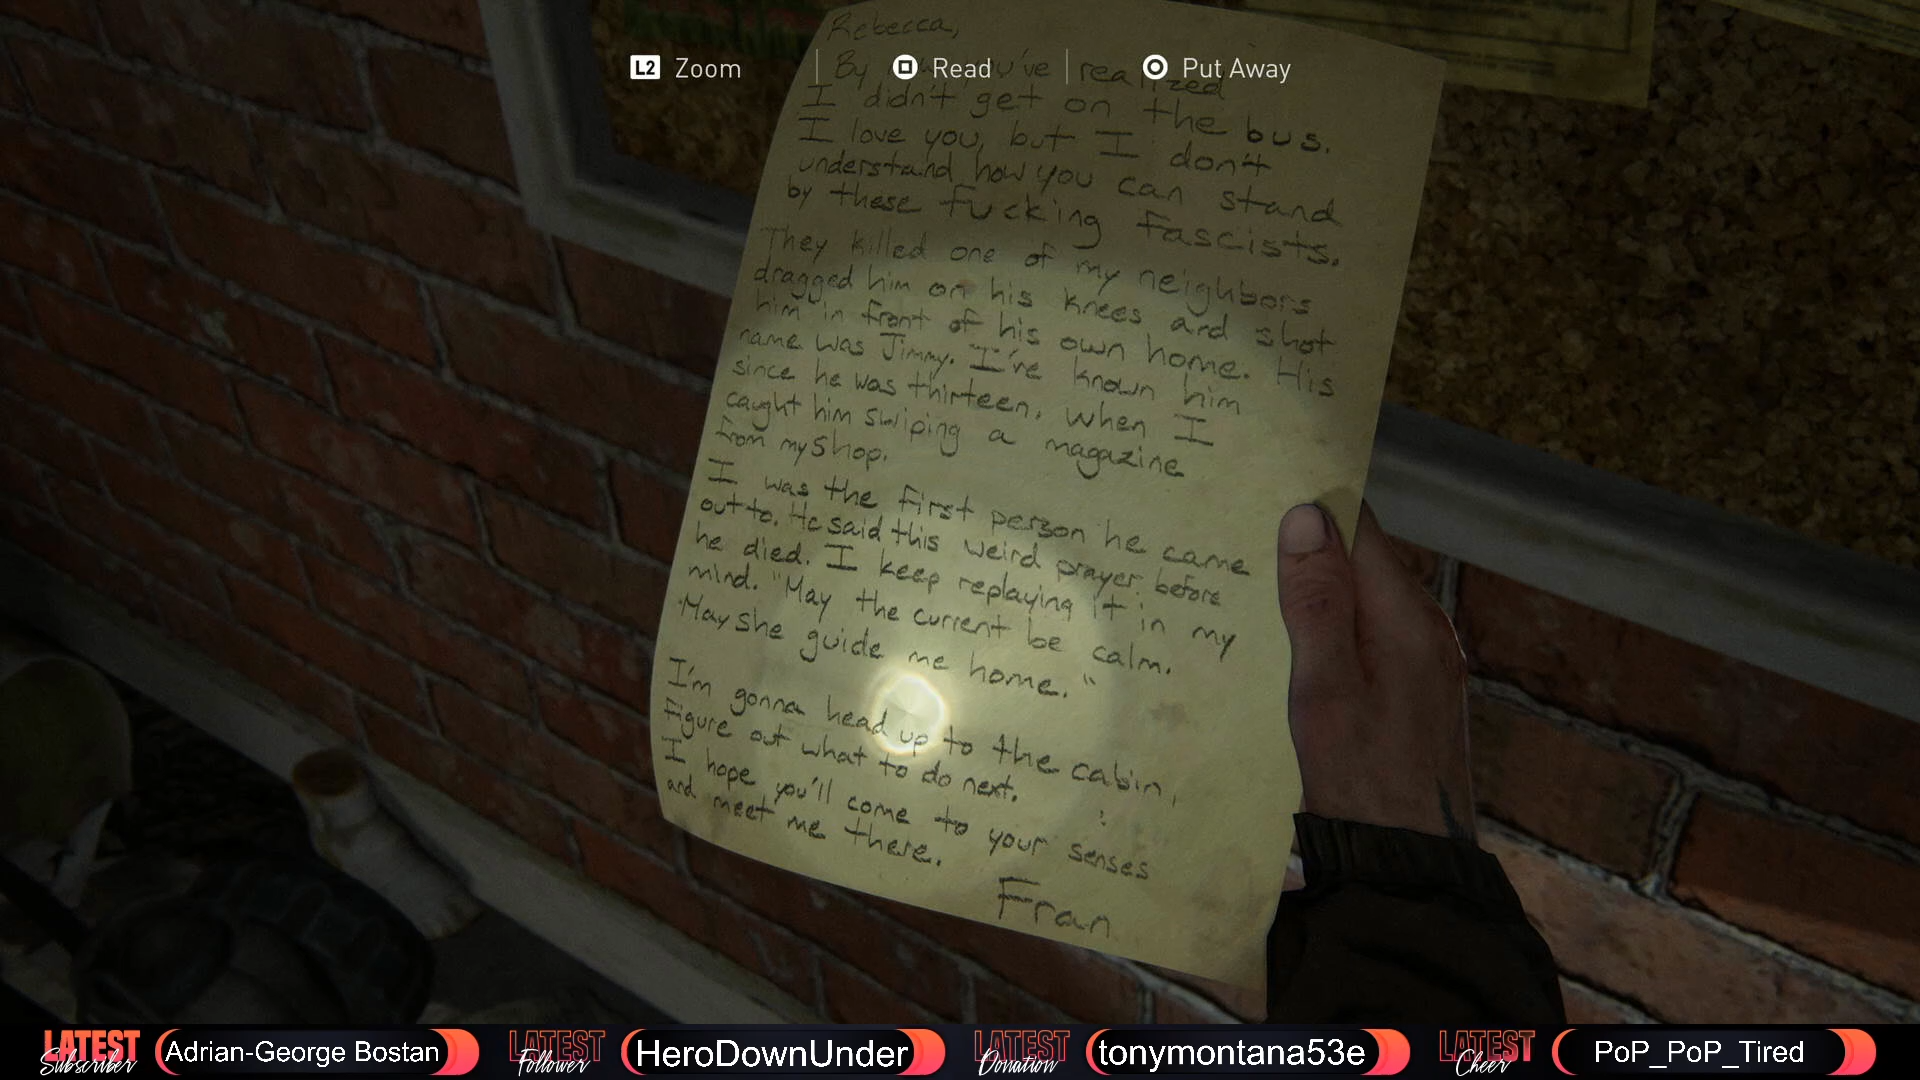 Rebecca,
L2 Zoom
Read
Put Away
By you've realized
I didn't get on the bus.
I love you, but I don't
understand how you can stand
by these fucking fascists.
They killed one of my neighbors
dragged him on his knees and shot
him in front of his own home. His
name was Jimmy. I've known him
since he was thirteen. When I
caught him swiping a magazine
from my shop.
I was the first person he came
out to. He said this weird prayer before
he died. I keep replaying it in my
mind. "May the current be calm.
May she guide me home."
I'm gonna head up to the cabin,
figure out what to do next.
I hope you'll come to your senses
and meet me there.
Fran
LATEST Subscriber Adrian-George Bostan
LATEST Follower HeroDownUnder
LATEST Donation tonymontana53e
LATEST Cheer PoP_PoP_Tired